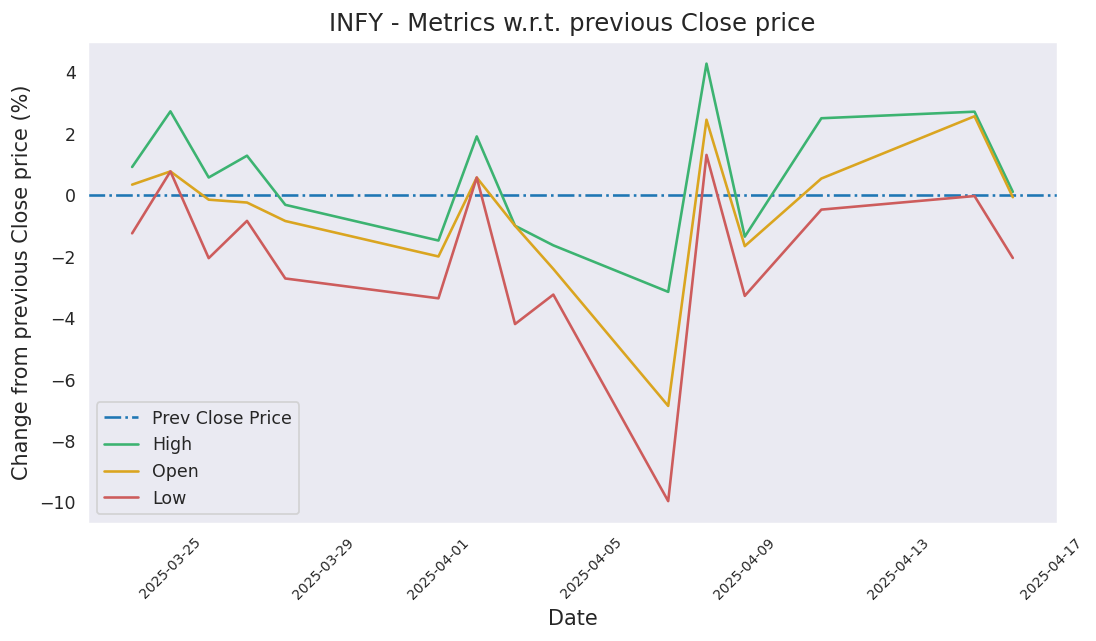 INFY - Metrics w.r.t. previous Close price
Change from previous Close price (%)
4
2
0
−2
−4
−6
−8
−10
Prev Close Price
High
Open
Low
2025-03-25
2025-03-29
2025-04-01
2025-04-05
2025-04-09
2025-04-13
2025-04-17
Date